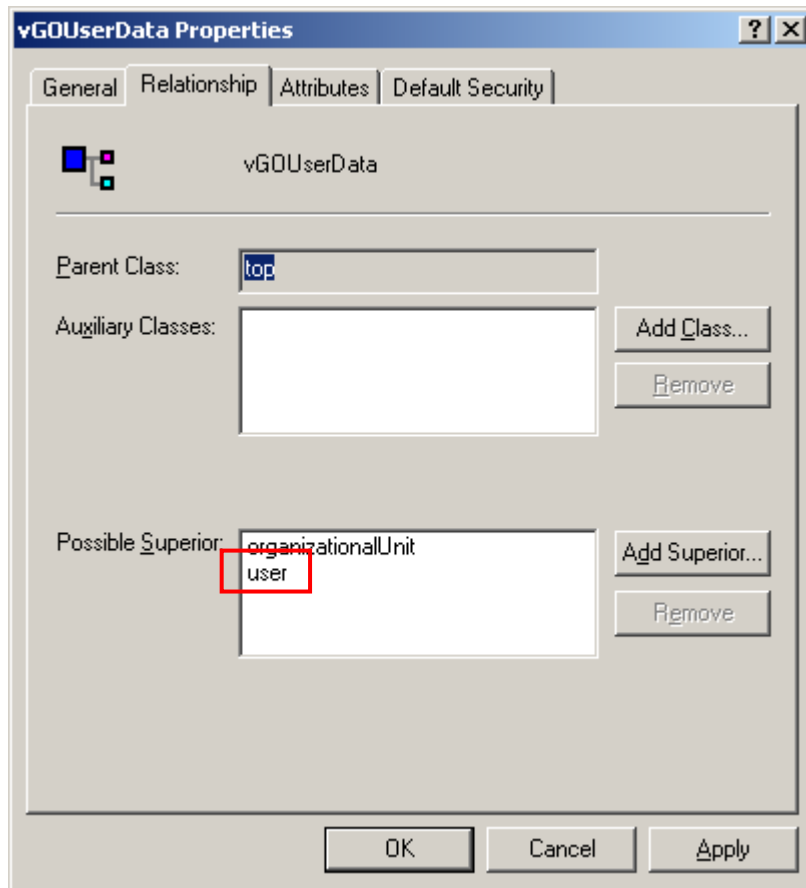 vGOUserData Properties
General Relationship Attributes Default Security
vGOUserData
Parent Class: top
Auxiliary Classes: Add Class...
Remove
Possible Superior: organizationalUnit Add Superior...
user
Remove
OK Cancel Apply